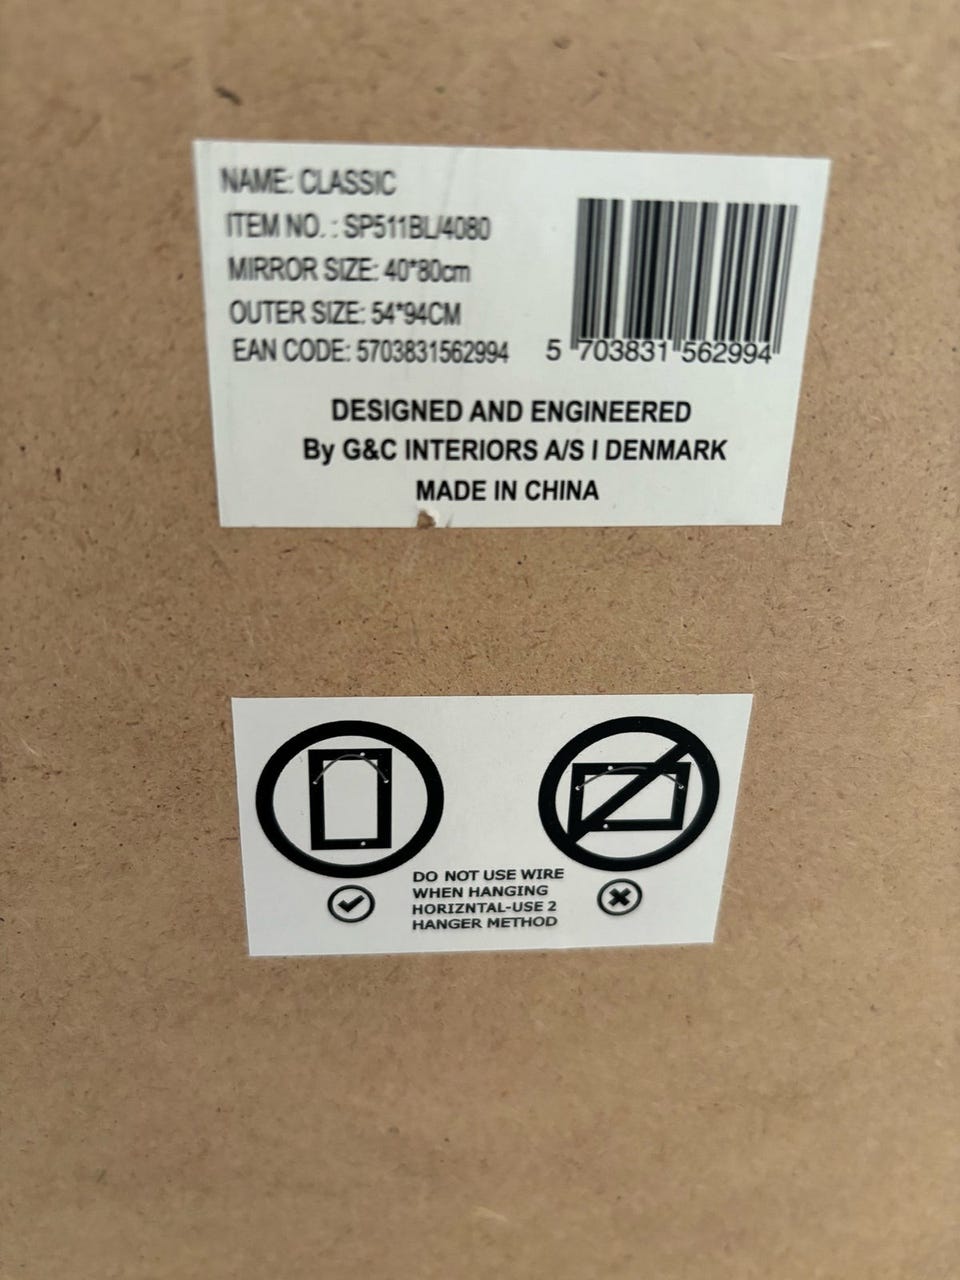 NAME: CLASSIC
ITEM NO. : SP511BL/4080
MIRROR SIZE: 40*80cm
OUTER SIZE: 54*94CM
EAN CODE: 5703831562994
5 703831 562994
DESIGNED AND ENGINEERED
By G&C INTERIORS A/S I DENMARK
MADE IN CHINA
DO NOT USE WIRE
WHEN HANGING
HORIZNTAL-USE 2
HANGER METHOD